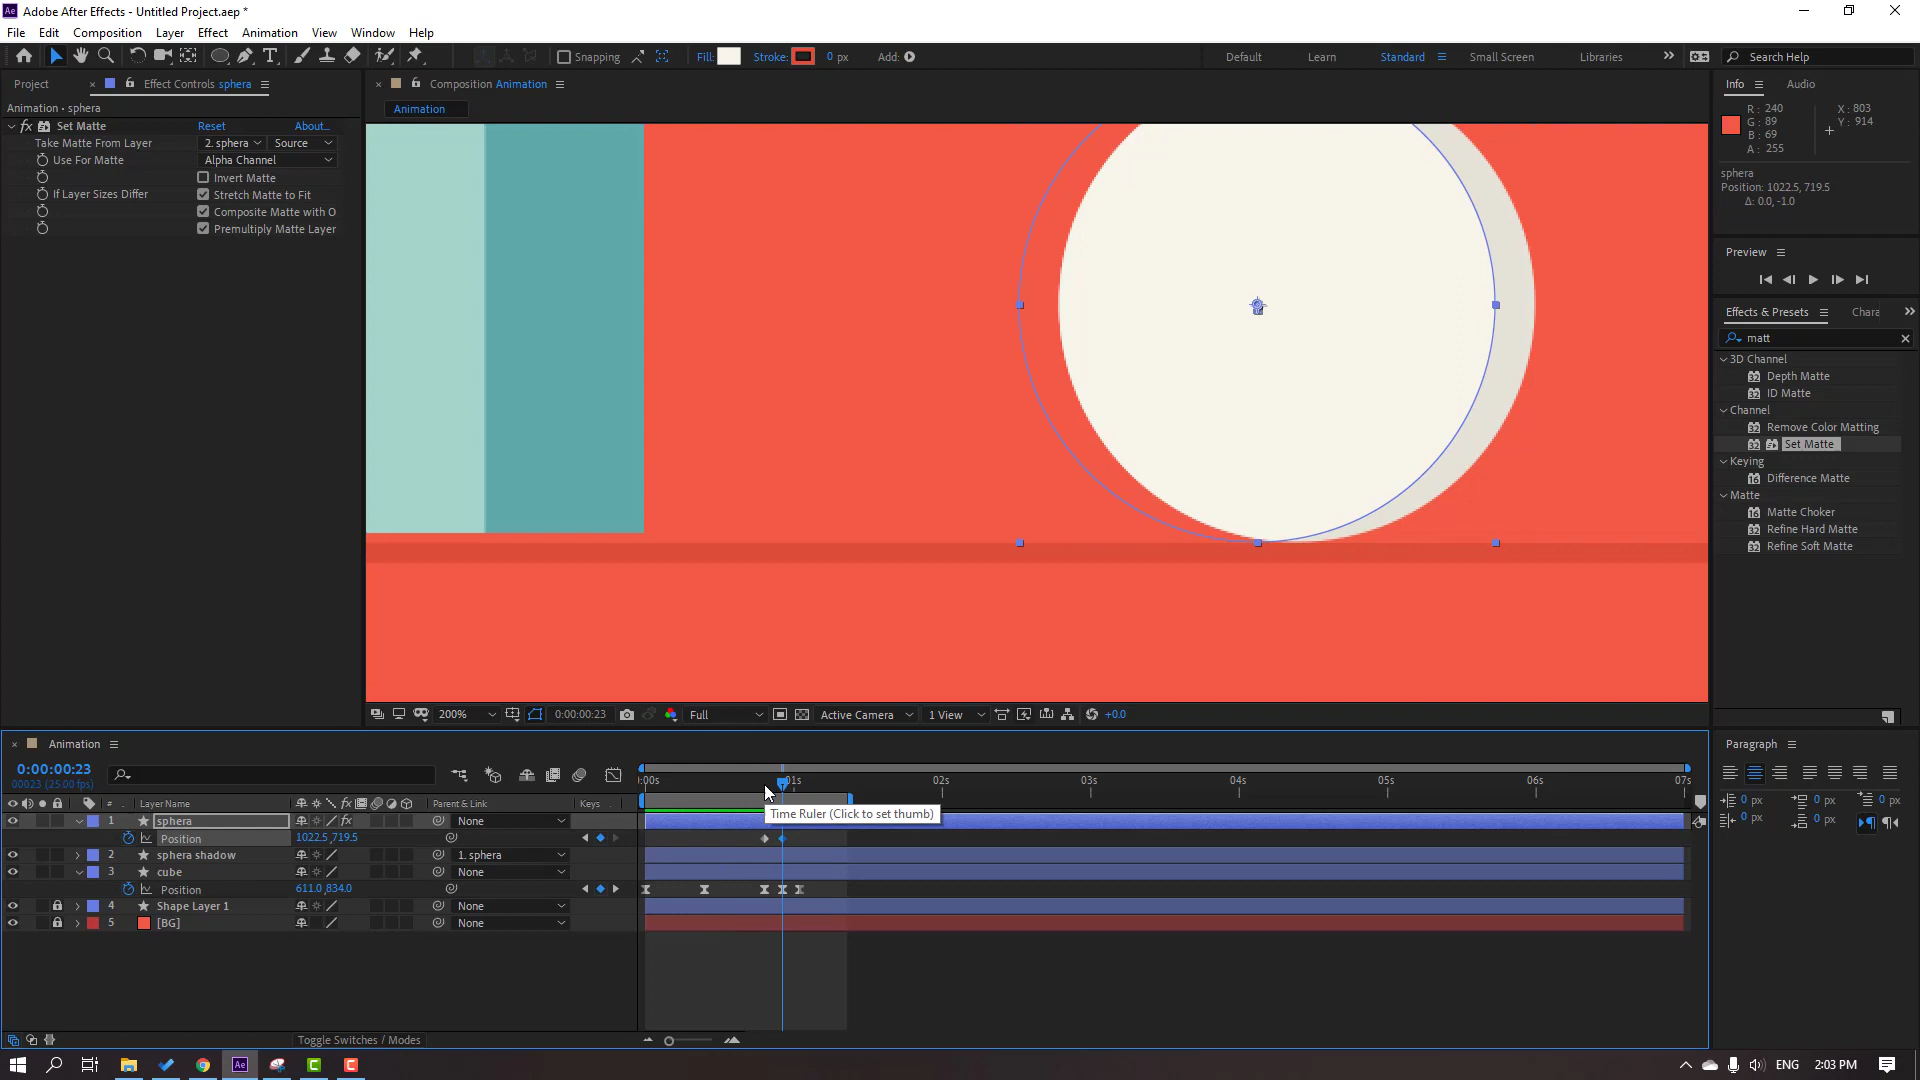 Adobe After Effects - Untitled Project.aep *
File Edit Composition Layer Effect Animation View Window Help
Snapping Fill: Stroke: 0 px Add: Default Learn Standard Small Screen Libraries Search Help
Project Effect Controls sphera
Animation • sphera
fx Set Matte Reset About...
Take Matte From Layer 2. sphera Source
Use For Matte Alpha Channel
Invert Matte
If Layer Sizes Differ Stretch Matte to Fit
Composite Matte with O
Premultiply Matte Layer
Composition Animation
Animation
200% 0:00:00:23 Full Active Camera 1 View +0.0
Info Audio
R: 240 X: 803
G: 89 Y: 914
B: 69
A: 255
sphera
Position: 1022.5, 719.5
Δ: 0.0, -1.0
Preview
Effects & Presets Chara
matt
3D Channel
Depth Matte
ID Matte
Channel
Remove Color Matting
Set Matte
Keying
Difference Matte
Matte
Matte Choker
Refine Hard Matte
Refine Soft Matte
Animation
0:00:00:23
00023 (25.00 fps)
:00s 01s 02s 03s 04s 05s 06s 07s
# Layer Name Parent & Link Keys
1 sphera None
Position 1022.5,719.5
2 sphera shadow 1. sphera
3 cube None
Position 611.0,834.0
4 Shape Layer 1 None
5 [BG] None
Time Ruler (Click to set thumb)
Toggle Switches / Modes
Paragraph
0 px 0 px 0 px
0 px 0 px
ENG 2:03 PM